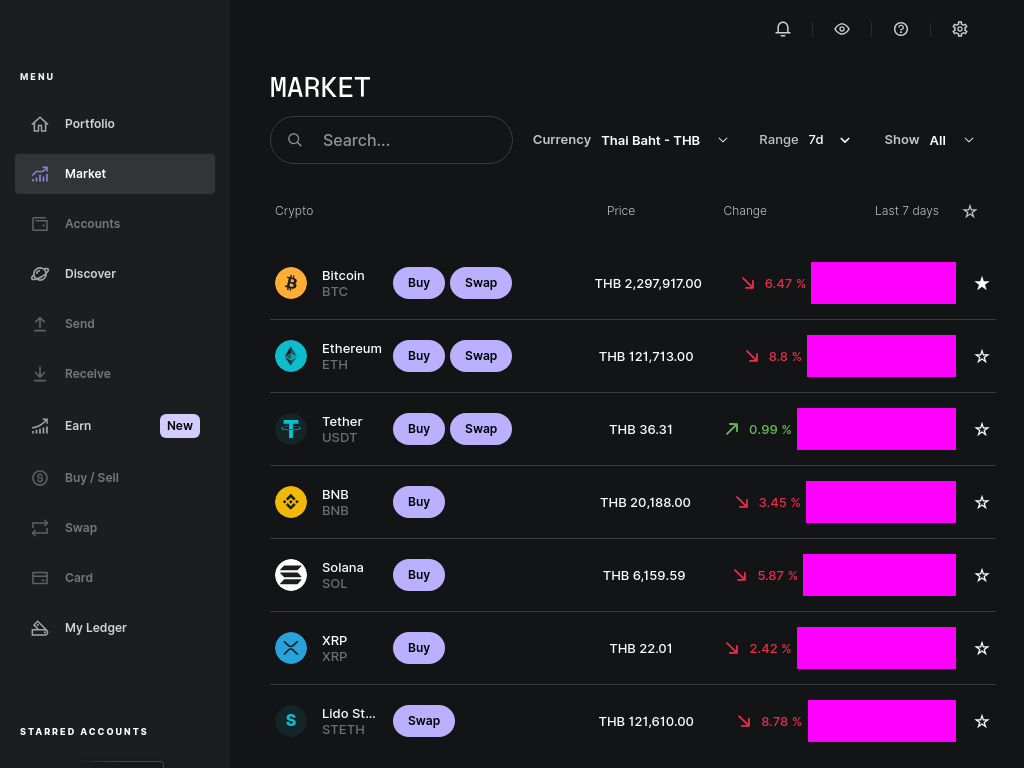 MENU
Portfolio
Market
Accounts
Discover
Send
Receive
Earn New
Buy / Sell
Swap
Card
My Ledger
STARRED ACCOUNTS
MARKET
Search...
Currency Thai Baht - THB Range 7d Show All
Crypto Price Change Last 7 days
Bitcoin
BTC
Buy Swap THB 2,297,917.00 6.47 %
Ethereum
ETH
Buy Swap THB 121,713.00 8.8 %
Tether
USDT
Buy Swap THB 36.31 0.99 %
BNB
BNB
Buy THB 20,188.00 3.45 %
Solana
SOL
Buy THB 6,159.59 5.87 %
XRP
XRP
Buy THB 22.01 2.42 %
Lido St...
STETH
Swap THB 121,610.00 8.78 %